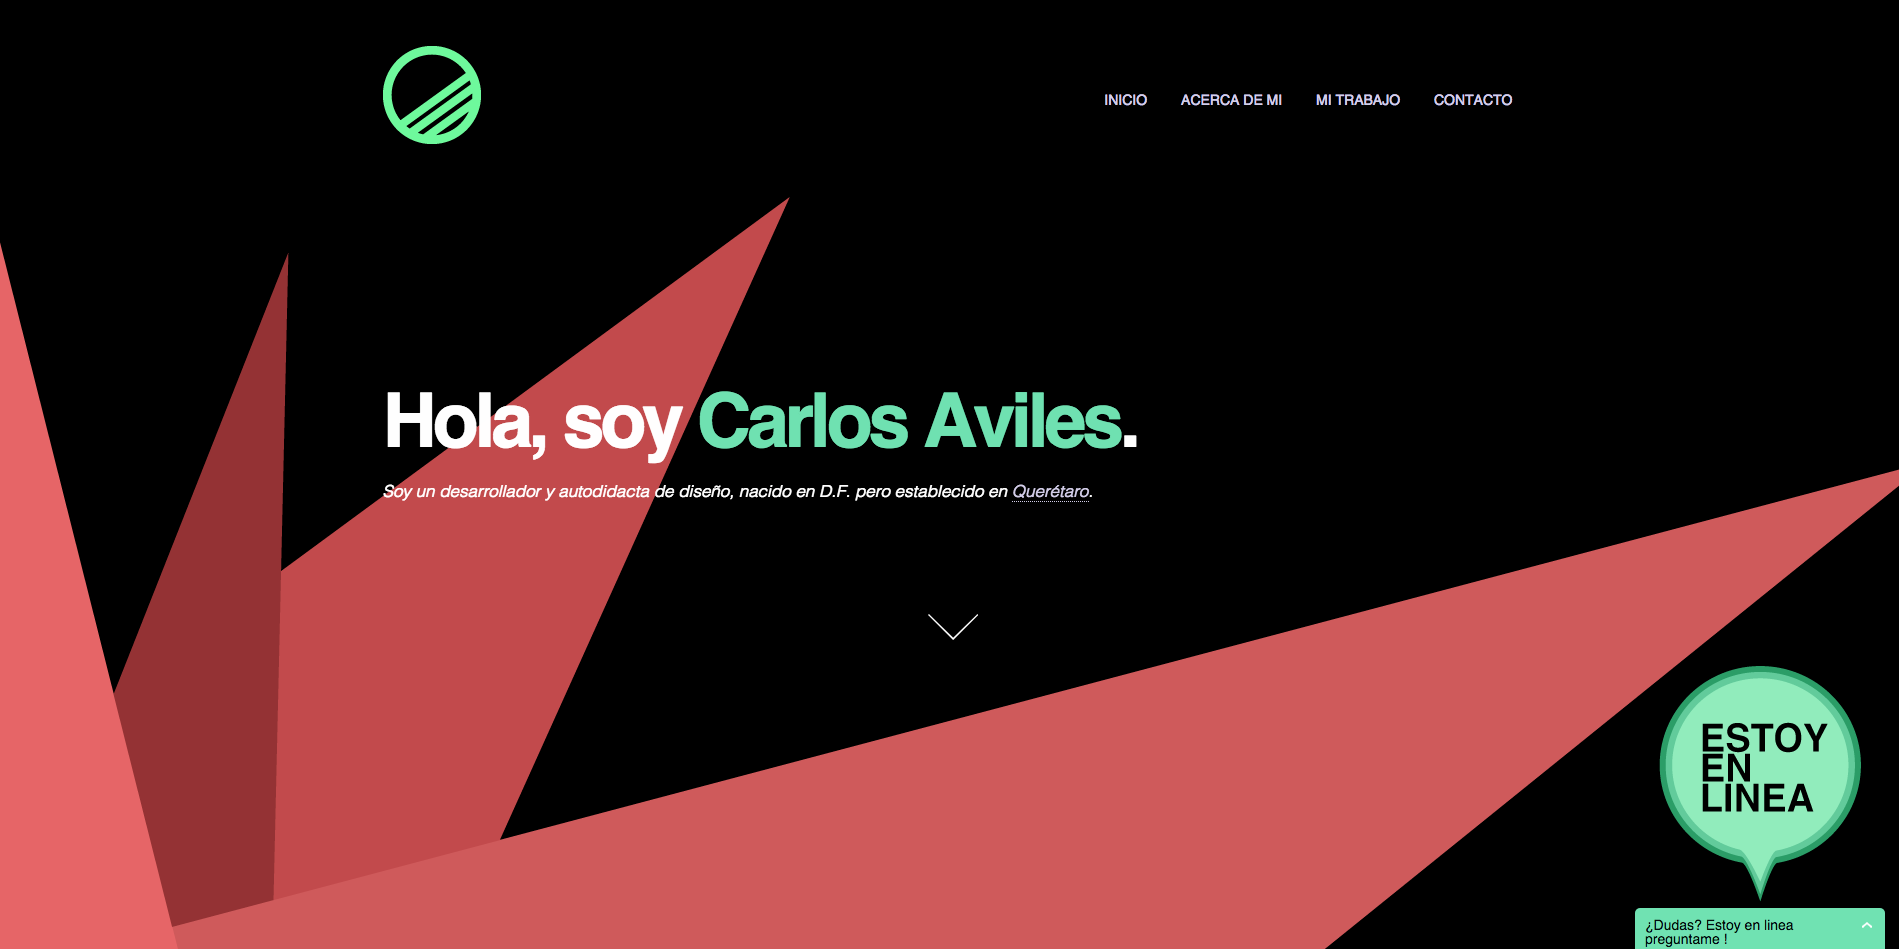 INICIO ACERCA DE MI MI TRABAJO CONTACTO
Hola, soy Carlos Aviles.
Soy un desarrollador y autodidacta de diseño, nacido en D.F. pero establecido en Querétaro.
ESTOY
EN
LINEA
¿Dudas? Estoy en linea
preguntame !